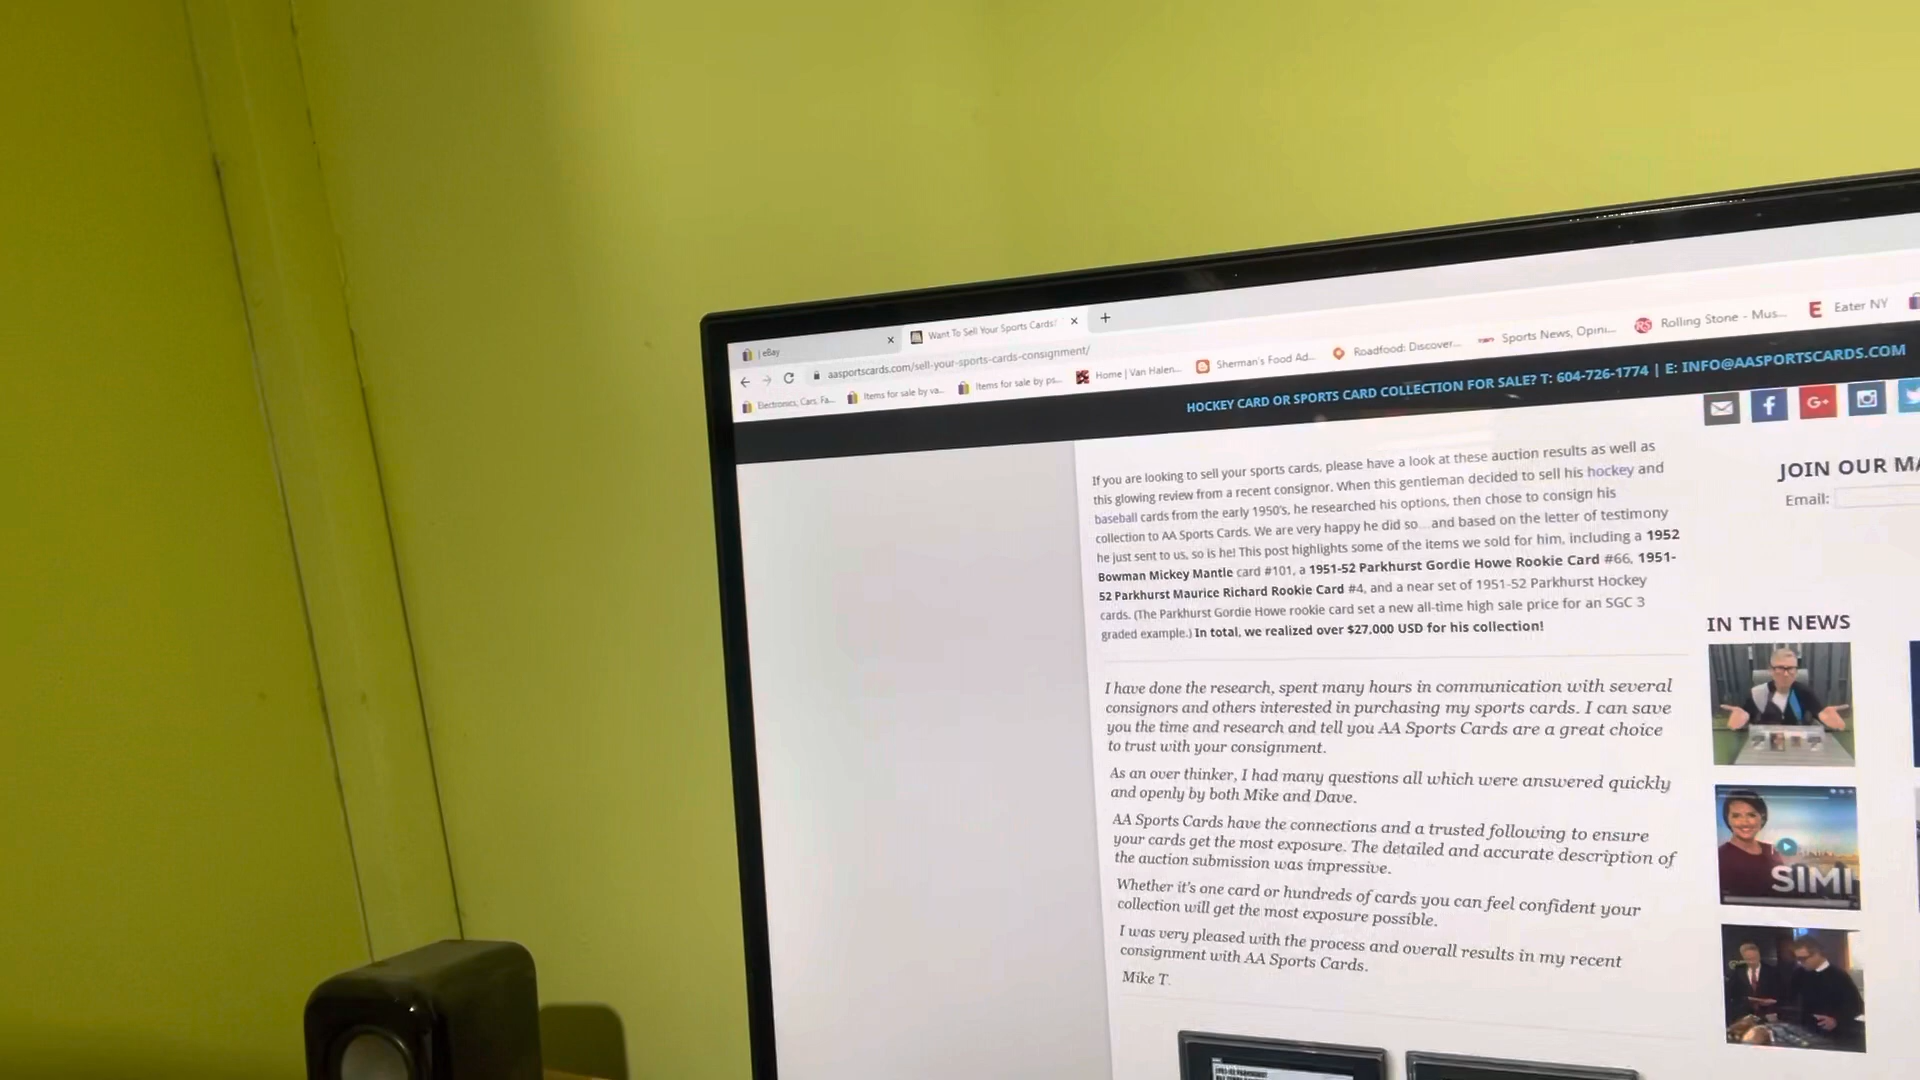 | eBay
Want To Sell Your Sports Cards?
aasportscards.com/sell-your-sports-cards-consignment/
Electronics, Cars, Fa...
Items for sale by va...
Items for sale by ps...
Home | Van Halen...
Sherman's Food Ad...
Roadfood: Discover...
Sports News, Opini...
RS
Rolling Stone - Mus...
E
Eater NY
HOCKEY CARD OR SPORTS CARD COLLECTION FOR SALE? T: 604-726-1774 | E: INFO@AASPORTSCARDS.COM
If you are looking to sell your sports cards, please have a look at these auction results as well as
this glowing review from a recent consignor. When this gentleman decided to sell his hockey and
baseball cards from the early 1950's, he researched his options, then chose to consign his
collection to AA Sports Cards. We are very happy he did so...and based on the letter of testimony
he just sent to us, so is he! This post highlights some of the items we sold for him, including a 1952
Bowman Mickey Mantle card #101, a 1951-52 Parkhurst Gordie Howe Rookie Card #66, 1951-
52 Parkhurst Maurice Richard Rookie Card #4, and a near set of 1951-52 Parkhurst Hockey
cards. (The Parkhurst Gordie Howe rookie card set a new all-time high sale price for an SGC 3
graded example.) In total, we realized over $27,000 USD for his collection!
I have done the research, spent many hours in communication with several
consignors and others interested in purchasing my sports cards. I can save
you the time and research and tell you AA Sports Cards are a great choice
to trust with your consignment.
As an over thinker, I had many questions all which were answered quickly
and openly by both Mike and Dave.
AA Sports Cards have the connections and a trusted following to ensure
your cards get the most exposure. The detailed and accurate description of
the auction submission was impressive.
Whether it's one card or hundreds of cards you can feel confident your
collection will get the most exposure possible.
I was very pleased with the process and overall results in my recent
consignment with AA Sports Cards.
Mike T.
G+
JOIN OUR MA
Email:
IN THE NEWS
SIMI